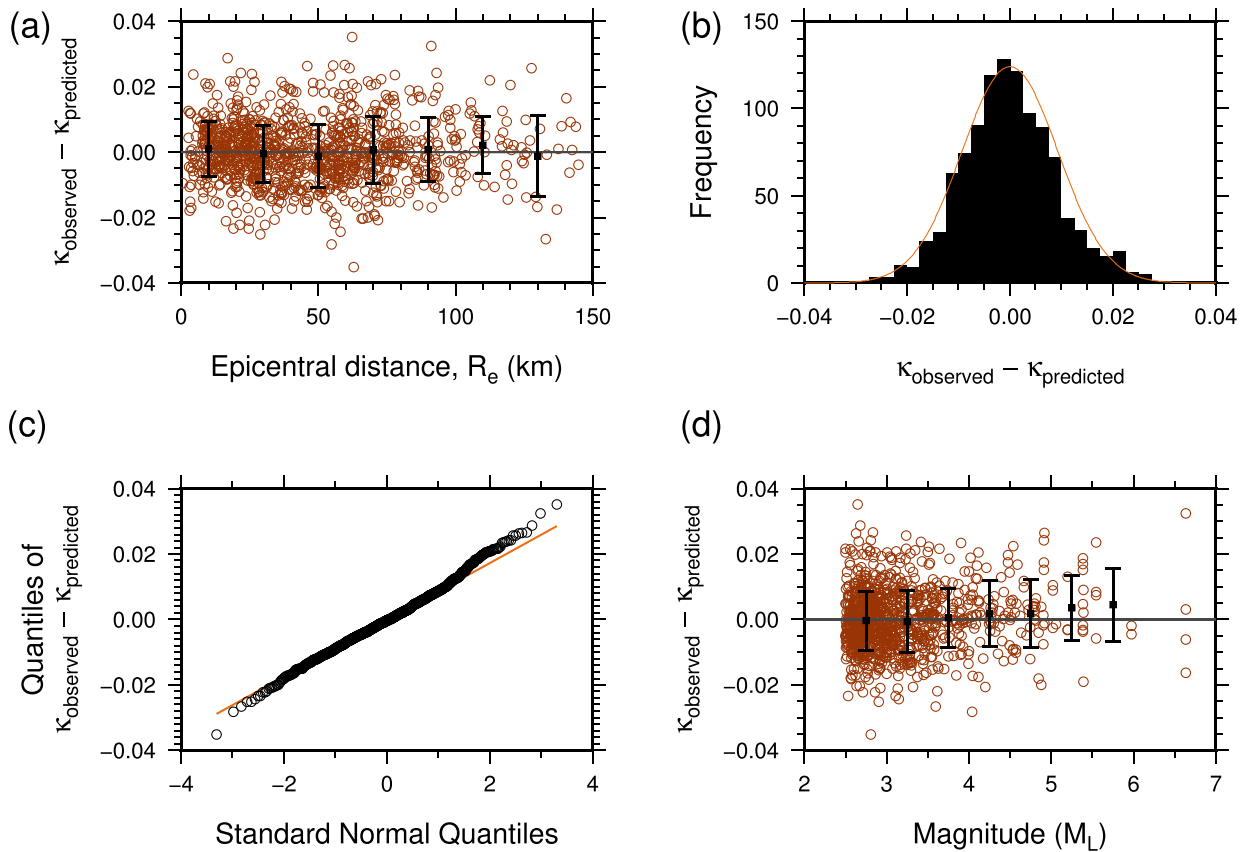 (a)
κobserved − κpredicted
0.04
0.02
0.00
−0.02
−0.04
0 50 100 150
Epicentral distance, Re (km)
(b)
Frequency
150
100
50
0
−0.04 −0.02 0.00 0.02 0.04
κobserved − κpredicted
(c)
Quantiles of
κobserved − κpredicted
0.04
0.02
0.00
−0.02
−0.04
−4 −2 0 2 4
Standard Normal Quantiles
(d)
κobserved − κpredicted
0.04
0.02
0.00
−0.02
−0.04
2 3 4 5 6 7
Magnitude (ML)